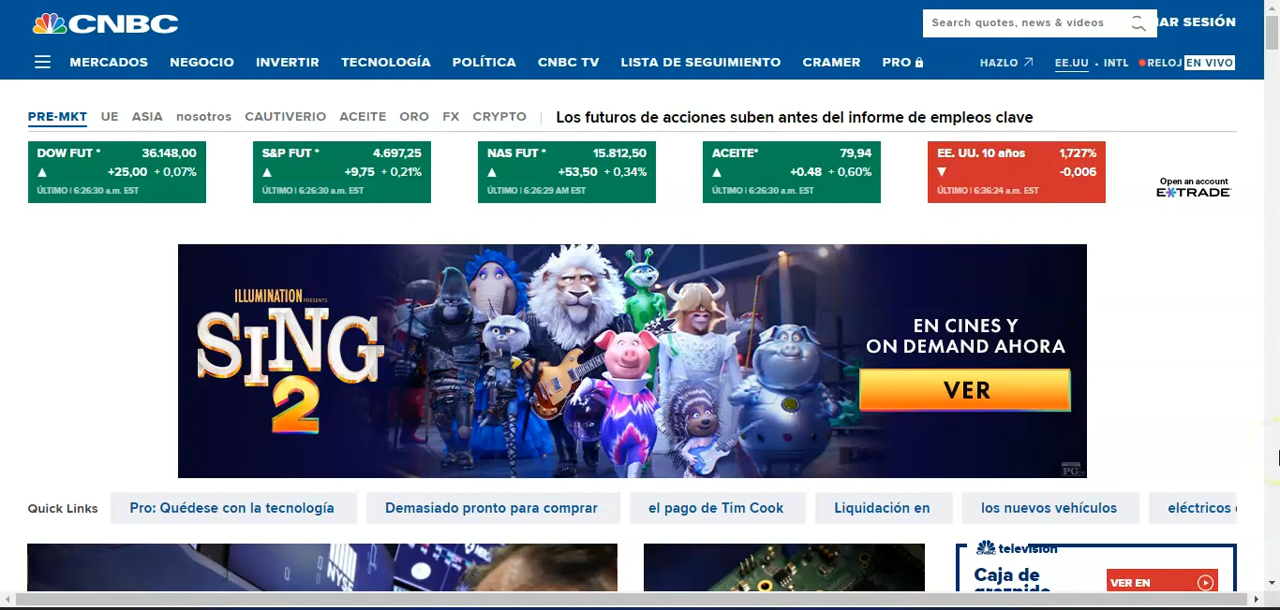 CNBC
Search quotes, news & videos
AR SESIÓN
MERCADOS NEGOCIO INVERTIR TECNOLOGÍA POLÍTICA CNBC TV LISTA DE SEGUIMIENTO CRAMER PRO
HAZLO EE.UU INTL RELOJ EN VIVO
PRE-MKT UE ASIA nosotros CAUTIVERIO ACEITE ORO FX CRYPTO
Los futuros de acciones suben antes del informe de empleos clave
DOW FUT * 36.148,00
+25,00 + 0,07%
ÚLTIMO | 6:26:30 a.m. EST
S&P FUT * 4.697,25
+9,75 + 0,21%
ÚLTIMO | 6:26:30 a.m. EST
NAS FUT * 15.812,50
+53,50 + 0,34%
ÚLTIMO | 6:26:29 AM EST
ACEITE* 79,94
+0.48 + 0,60%
ÚLTIMO | 6:26:30 a.m. EST
EE. UU. 10 años 1,727%
-0,006
ÚLTIMO | 6:36:24 a.m. EST
Open an account
E*TRADE
ILLUMINATION PRESENTS
SING
2
EN CINES Y
ON DEMAND AHORA
VER
PG
Quick Links
Pro: Quédese con la tecnología
Demasiado pronto para comprar
el pago de Tim Cook
Liquidación en
los nuevos vehículos
eléctricos
NYSE
CNBC
televisión
Caja de
graznido
VER EN